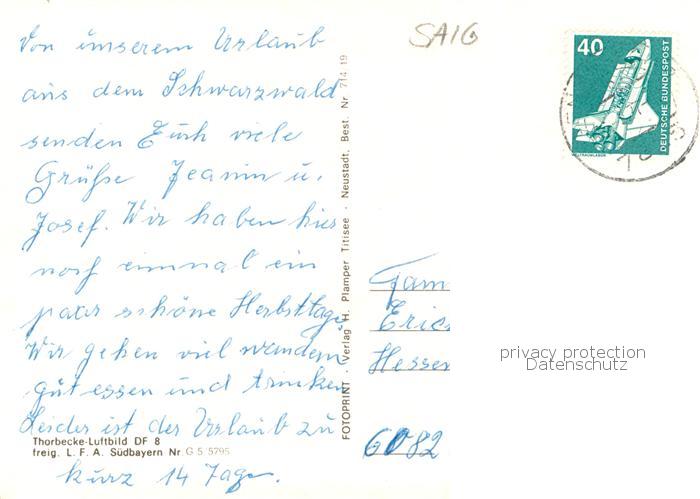 SAIG
Von unserem Urlaub
aus dem Schwarzwald
senden Euch viele
Grüße Jeanin u.
Josef. Wir haben hier
noch einmal ein
paar schöne Herbsttage
Wir gehen viel wandern
gut essen und trinken
Leider ist der Urlaub zu
kurz 14 Tage.
Thorbecke-Luftbild DF 8
freig. L. F. A. Südbayern Nr. G 5 5795
FOTOPRINT · Verlag H. Plamper Titisee · Neustadt, Best. Nr. 714 19
40
DEUTSCHE BUNDESPOST
WELTRAUMLABOR
Fam
Eric
Hessen
6082
privacy protection
Datenschutz